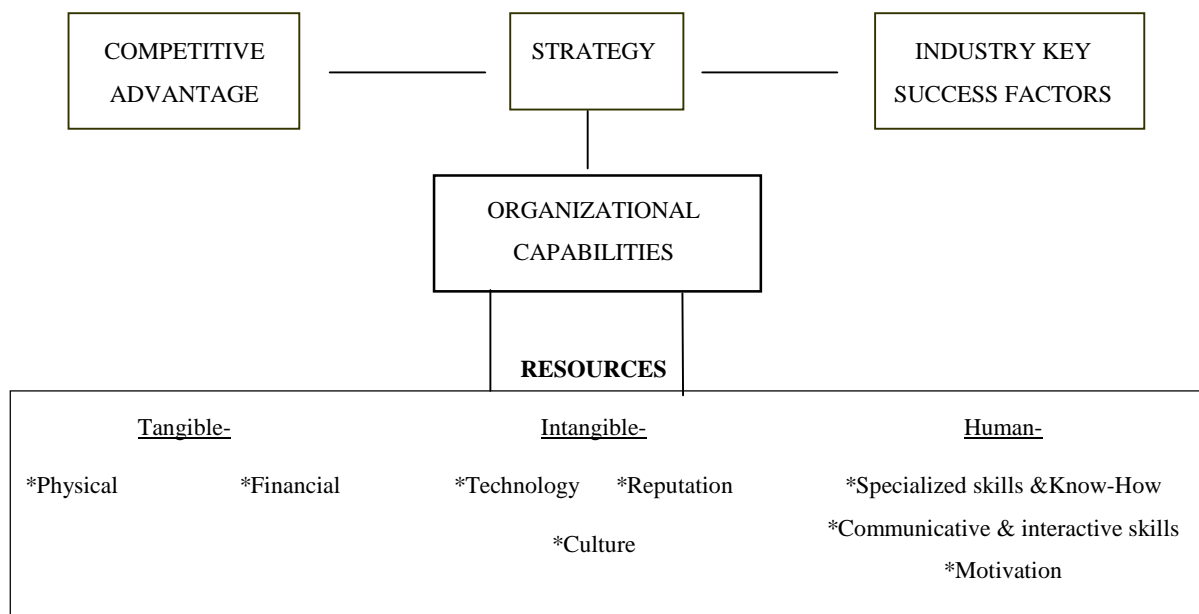 COMPETITIVE
ADVANTAGE
STRATEGY
INDUSTRY KEY
SUCCESS FACTORS
ORGANIZATIONAL
CAPABILITIES
RESOURCES
Tangible-
Intangible-
Human-
*Physical
*Financial
*Technology
*Reputation
*Culture
*Specialized skills &Know-How
*Communicative & interactive skills
*Motivation